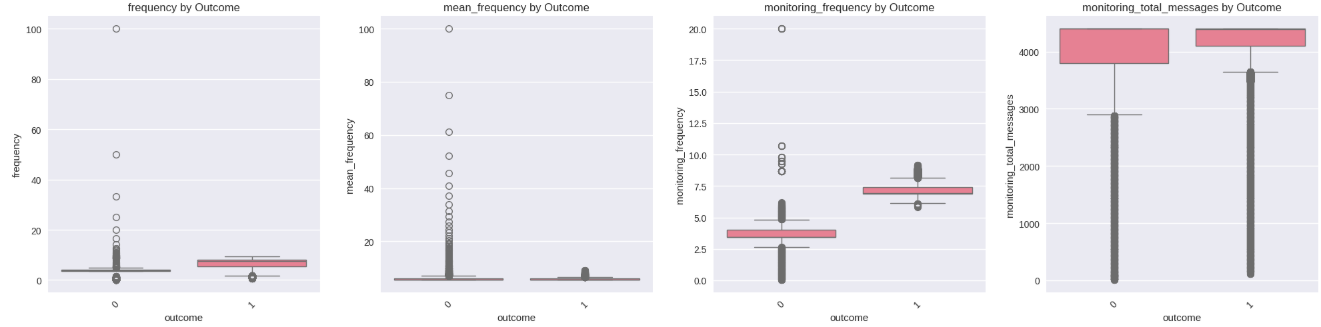 frequency by Outcome
frequency
100
80
60
40
20
0
0
1
outcome
mean_frequency by Outcome
mean_frequency
100
80
60
40
20
0
1
outcome
monitoring_frequency by Outcome
monitoring_frequency
20.0
17.5
15.0
12.5
10.0
7.5
5.0
2.5
0.0
0
1
outcome
monitoring_total_messages by Outcome
monitoring_total_messages
4000
3000
2000
1000
0
0
1
outcome